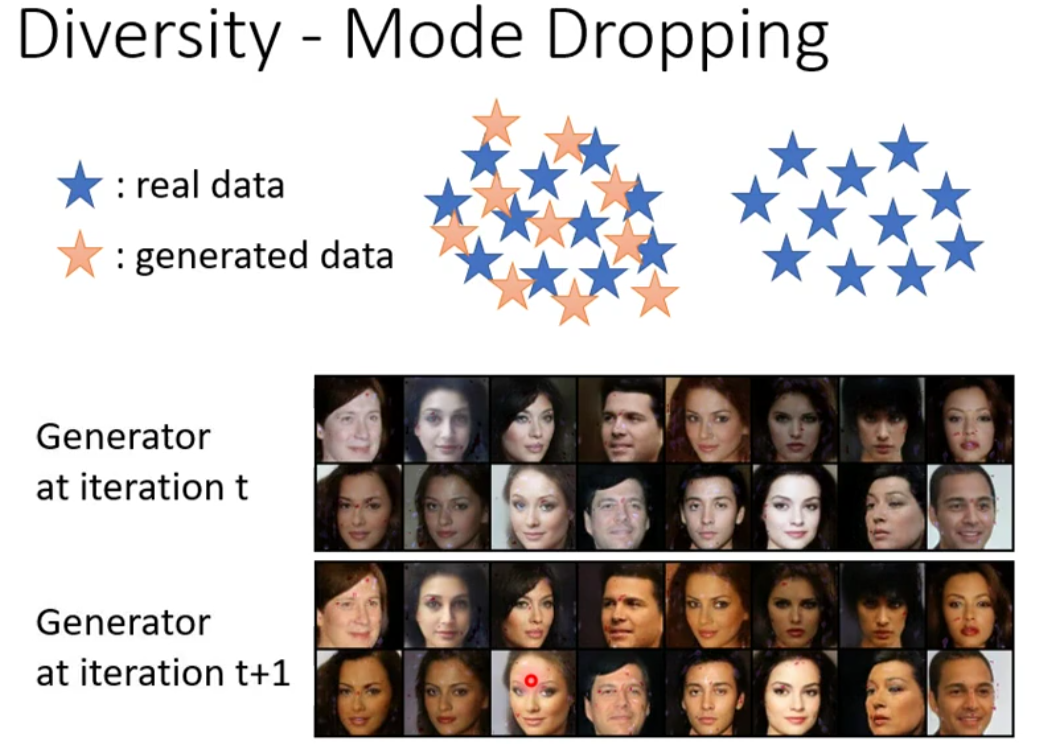 Diversity - Mode Dropping
: real data
: generated data
Generator
at iteration t
Generator
at iteration t+1